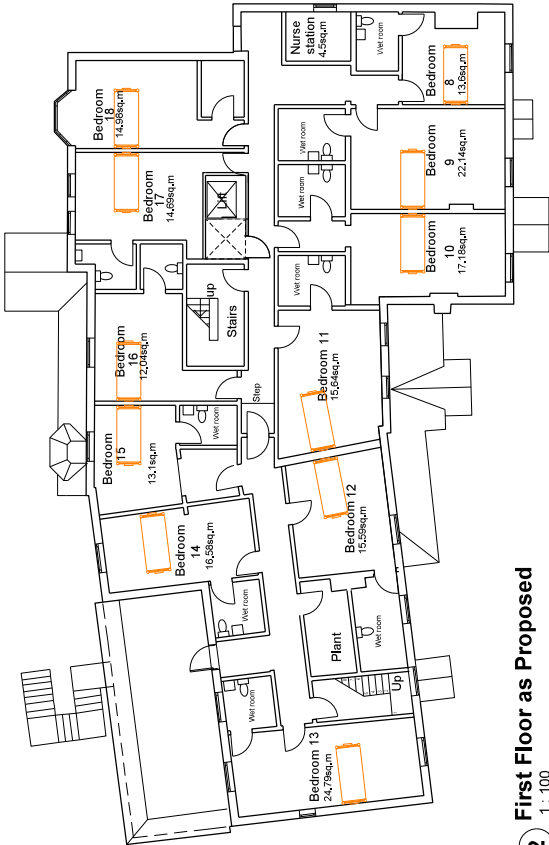 Nurse
station
4.5sq.m
Wet room
Bedroom
8
13.6sq.m
Bedroom
18
14.98sq.m
Wet room
Bedroom
9
22.14sq.m
Bedroom
17
14.69sq.m
Lift
Wet room
Bedroom
10
17.18sq.m
Wet room
up
Stairs
Bedroom
16
12.04sq.m
Step
Bedroom 11
15.64sq.m
Bedroom
15
13.1sq.m
Wet room
Bedroom 12
15.59sq.m
Bedroom
14
16.58sq.m
Wet room
Plant
Wet room
Up
Wet room
Bedroom 13
24.79sq.m
First Floor as Proposed
1 : 100